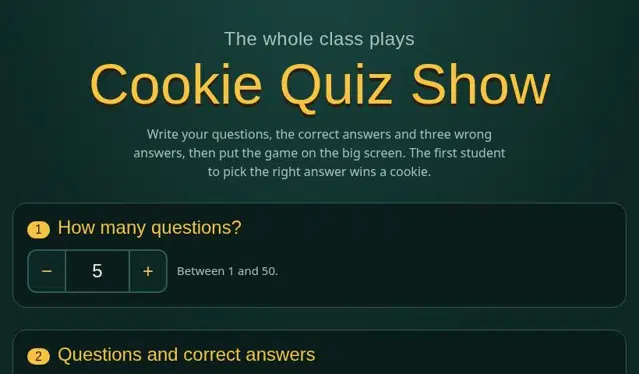 The whole class plays
Cookie Quiz Show
Write your questions, the correct answers and three wrong
answers, then put the game on the big screen. The first student
to pick the right answer wins a cookie.
1 How many questions?
− 5 + Between 1 and 50.
2 Questions and correct answers